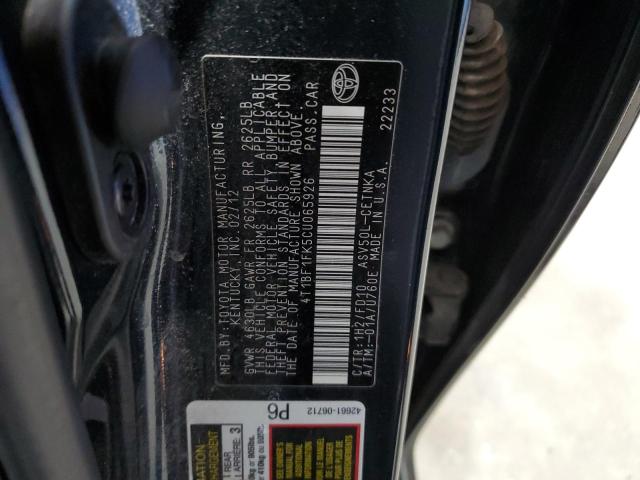 MFD.BY:TOYOTA MOTOR MANUFACTURING,
KENTUCKY, INC. 02/12
GVWR 4630LB GAWR FR 2625LB RR 2625LB
THIS VEHICLE CONFORMS TO ALL APPLICABLE
FEDERAL MOTOR VEHICLE SAFETY, BUMPER AND
THEFT PREVENTION STANDARDS IN EFFECT ON
THE DATE OF MANUFACTURE SHOWN ABOVE.
4T1BF1FK5CU065926 PASS.CAR
C/TR:1H2/FD10 ASV50L-CETNKA
A/TM:-01A/U760E MADE IN U.S.A. 22233
P6
42661-06712
REAR
ARRIÈRE 3